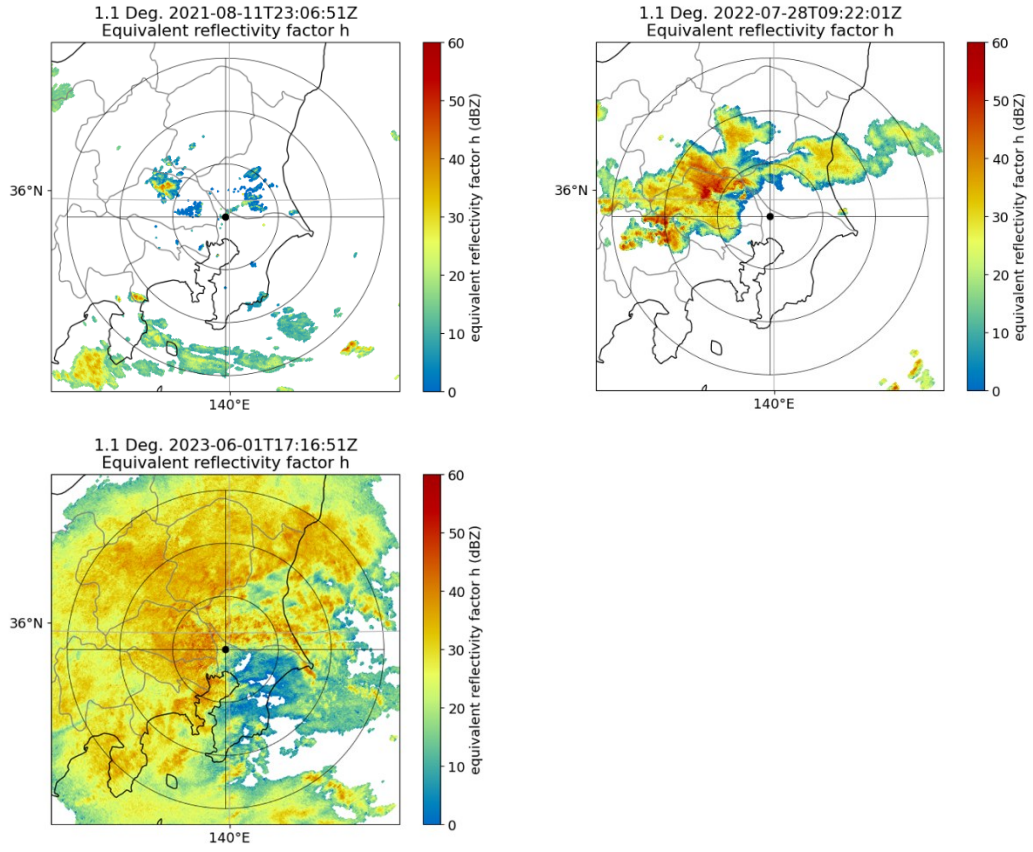 1.1 Deg. 2021-08-11T23:06:51Z
Equivalent reflectivity factor h
36°N
140°E
60
50
40
30
20
10
0
equivalent reflectivity factor h (dBZ)
1.1 Deg. 2022-07-28T09:22:01Z
Equivalent reflectivity factor h
36°N
140°E
60
50
40
30
20
10
0
equivalent reflectivity factor h (dBZ)
1.1 Deg. 2023-06-01T17:16:51Z
Equivalent reflectivity factor h
36°N
140°E
60
50
40
30
20
10
0
equivalent reflectivity factor h (dBZ)